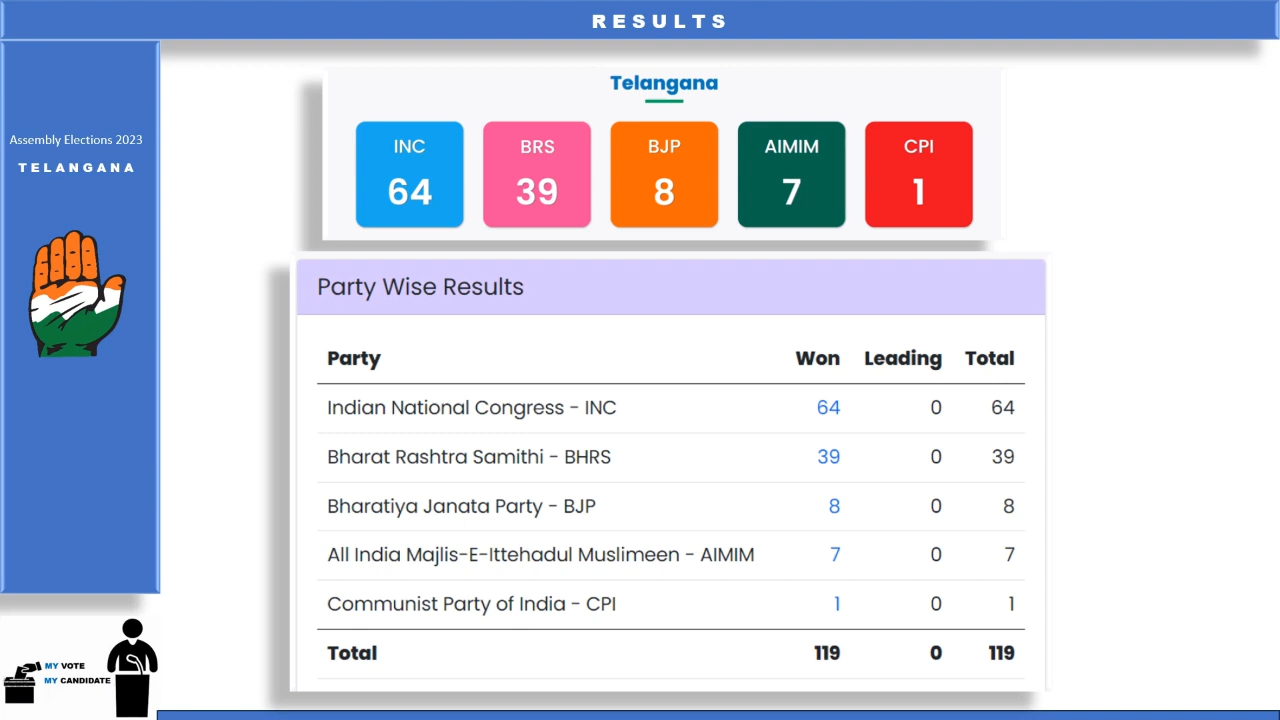 RESULTS
Assembly Elections 2023
TELANGANA
Telangana
INC BRS BJP AIMIM CPI
64 39 8 7 1
Party Wise Results
Party Won Leading Total
Indian National Congress - INC 64 0 64
Bharat Rashtra Samithi - BHRS 39 0 39
Bharatiya Janata Party - BJP 8 0 8
All India Majlis-E-Ittehadul Muslimeen - AIMIM 7 0 7
Communist Party of India - CPI 1 0 1
Total 119 0 119
MY VOTE
MY CANDIDATE